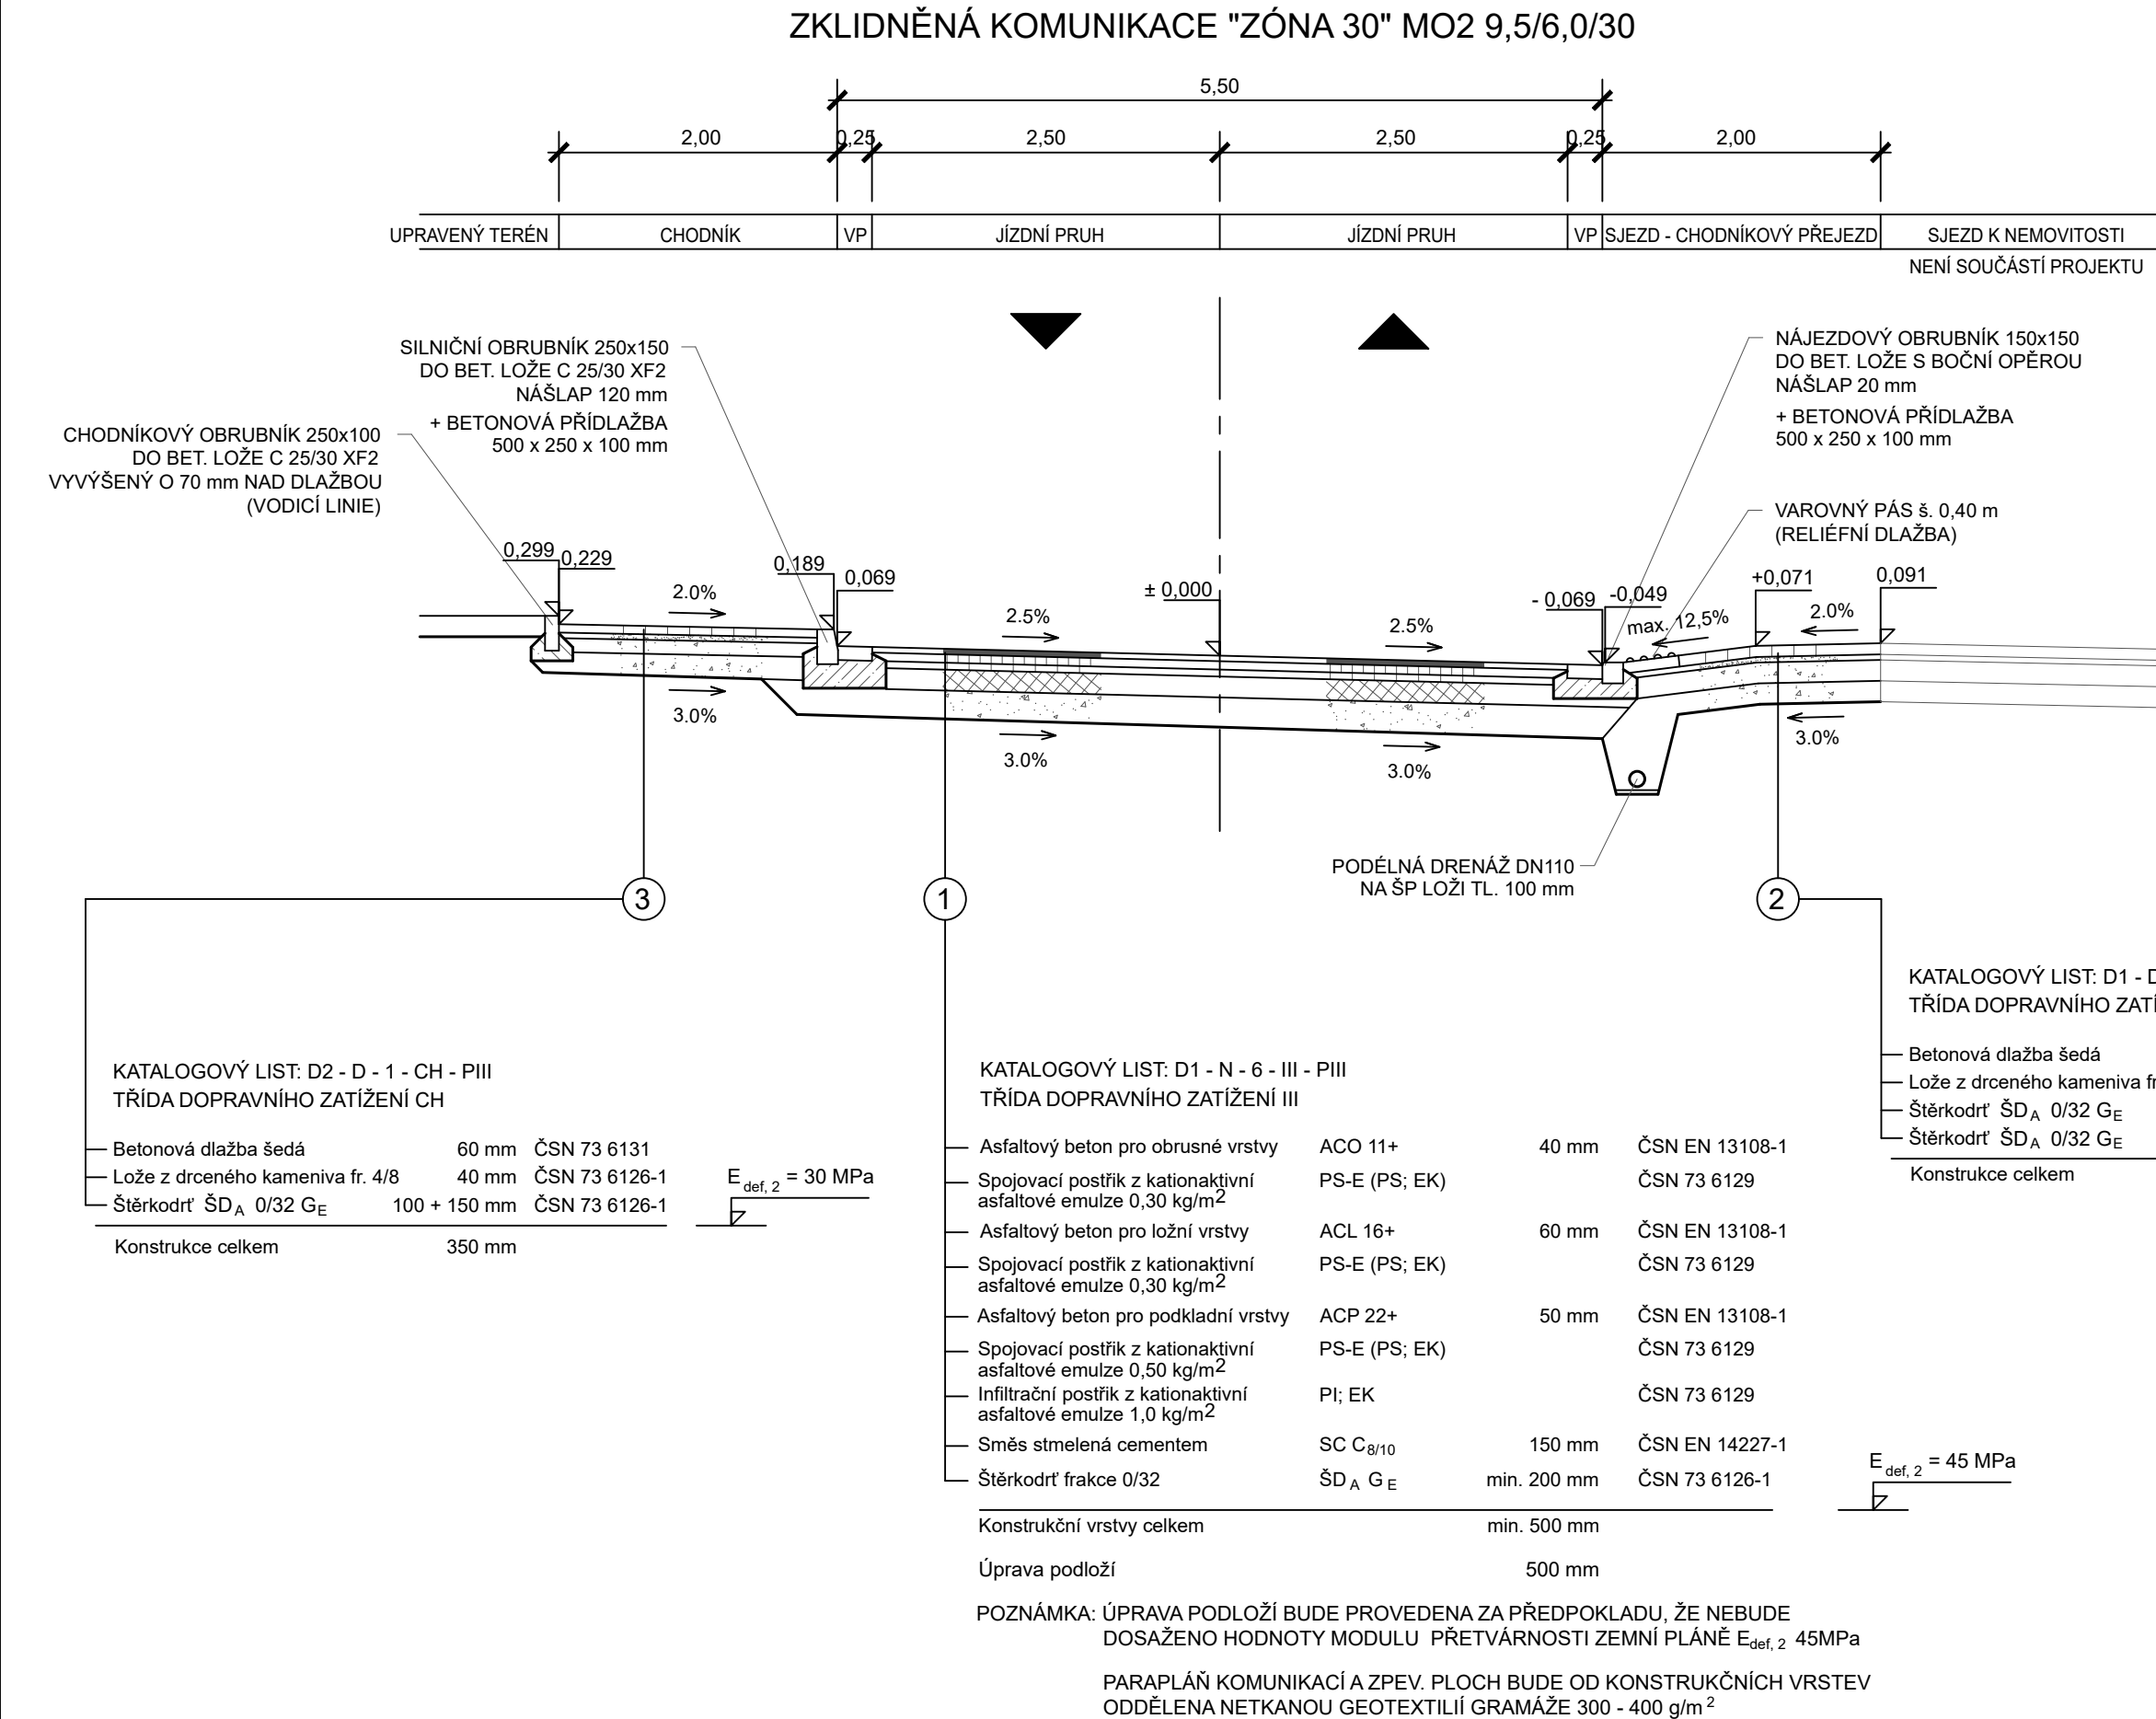 ZKLIDNĚNÁ KOMUNIKACE "ZÓNA 30" MO2 9,5/6,0/30
5,50
2,00
0,25
2,50
2,50
0,25
2,00
UPRAVENÝ TERÉN
CHODNÍK
VP
JÍZDNÍ PRUH
JÍZDNÍ PRUH
VP
SJEZD - CHODNÍKOVÝ PŘEJEZD
SJEZD K NEMOVITOSTI
NENÍ SOUČÁSTÍ PROJEKTU
SILNIČNÍ OBRUBNÍK 250x150
DO BET. LOŽE C 25/30 XF2
NÁŠLAP 120 mm
+ BETONOVÁ PŘÍDLAŽBA
500 x 250 x 100 mm
CHODNÍKOVÝ OBRUBNÍK 250x100
DO BET. LOŽE C 25/30 XF2
VYVÝŠENÝ O 70 mm NAD DLAŽBOU
(VODICÍ LINIE)
NÁJEZDOVÝ OBRUBNÍK 150x150
DO BET. LOŽE S BOČNÍ OPĚROU
NÁŠLAP 20 mm
+ BETONOVÁ PŘÍDLAŽBA
500 x 250 x 100 mm
VAROVNÝ PÁS š. 0,40 m
(RELIÉFNÍ DLAŽBA)
0,299
0,229
0,189
0,069
± 0,000
- 0,069
-0,049
+0,071
0,091
2.0%
2.5%
2.5%
max. 12,5%
2.0%
3.0%
3.0%
3.0%
3.0%
PODÉLNÁ DRENÁŽ DN110
NA ŠP LOŽI TL. 100 mm
3
1
2
KATALOGOVÝ LIST: D2 - D - 1 - CH - PIII
TŘÍDA DOPRAVNÍHO ZATÍŽENÍ CH
Betonová dlažba šedá 60 mm ČSN 73 6131
Lože z drceného kameniva fr. 4/8 40 mm ČSN 73 6126-1
Štěrkodrť ŠDA 0/32 GE 100 + 150 mm ČSN 73 6126-1
Konstrukce celkem 350 mm
E def, 2 = 30 MPa
KATALOGOVÝ LIST: D1 - N - 6 - III - PIII
TŘÍDA DOPRAVNÍHO ZATÍŽENÍ III
Asfaltový beton pro obrusné vrstvy ACO 11+ 40 mm ČSN EN 13108-1
Spojovací postřik z kationaktivní PS-E (PS; EK) ČSN 73 6129
asfaltové emulze 0,30 kg/m2
Asfaltový beton pro ložní vrstvy ACL 16+ 60 mm ČSN EN 13108-1
Spojovací postřik z kationaktivní PS-E (PS; EK) ČSN 73 6129
asfaltové emulze 0,30 kg/m2
Asfaltový beton pro podkladní vrstvy ACP 22+ 50 mm ČSN EN 13108-1
Spojovací postřik z kationaktivní PS-E (PS; EK) ČSN 73 6129
asfaltové emulze 0,50 kg/m2
Infiltrační postřik z kationaktivní PI; EK ČSN 73 6129
asfaltové emulze 1,0 kg/m2
Směs stmelená cementem SC C8/10 150 mm ČSN EN 14227-1
Štěrkodrť frakce 0/32 ŠDA GE min. 200 mm ČSN 73 6126-1
Konstrukční vrstvy celkem min. 500 mm
Úprava podloží 500 mm
E def, 2 = 45 MPa
POZNÁMKA: ÚPRAVA PODLOŽÍ BUDE PROVEDENA ZA PŘEDPOKLADU, ŽE NEBUDE
DOSAŽENO HODNOTY MODULU PŘETVÁRNOSTI ZEMNÍ PLÁNĚ Edef, 2 45MPa
PARAPLÁŇ KOMUNIKACÍ A ZPEV. PLOCH BUDE OD KONSTRUKČNÍCH VRSTEV
ODDĚLENA NETKANOU GEOTEXTILIÍ GRAMÁŽE 300 - 400 g/m2
KATALOGOVÝ LIST: D1 -
TŘÍDA DOPRAVNÍHO
Betonová dlažba šedá
Lože z drceného kameniva
Štěrkodrť ŠDA 0/32 GE
Štěrkodrť ŠDA 0/32 GE
Konstrukce celkem